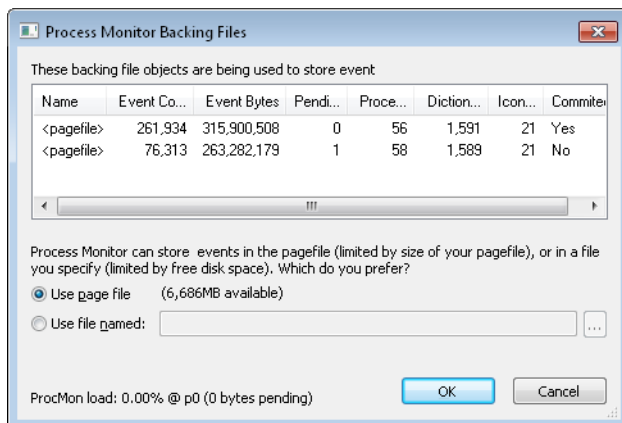 Process Monitor Backing Files
These backing file objects are being used to store event
Name Event Co... Event Bytes Pendi... Proce... Diction... Icon... Commite
<pagefile> 261,934 315,900,508 0 56 1,591 21 Yes
<pagefile> 76,313 263,282,179 1 58 1,589 21 No
Process Monitor can store events in the pagefile (limited by size of your pagefile), or in a file
you specify (limited by free disk space). Which do you prefer?
Use page file (6,686MB available)
Use file named: ...
ProcMon load: 0.00% @ p0 (0 bytes pending) OK Cancel